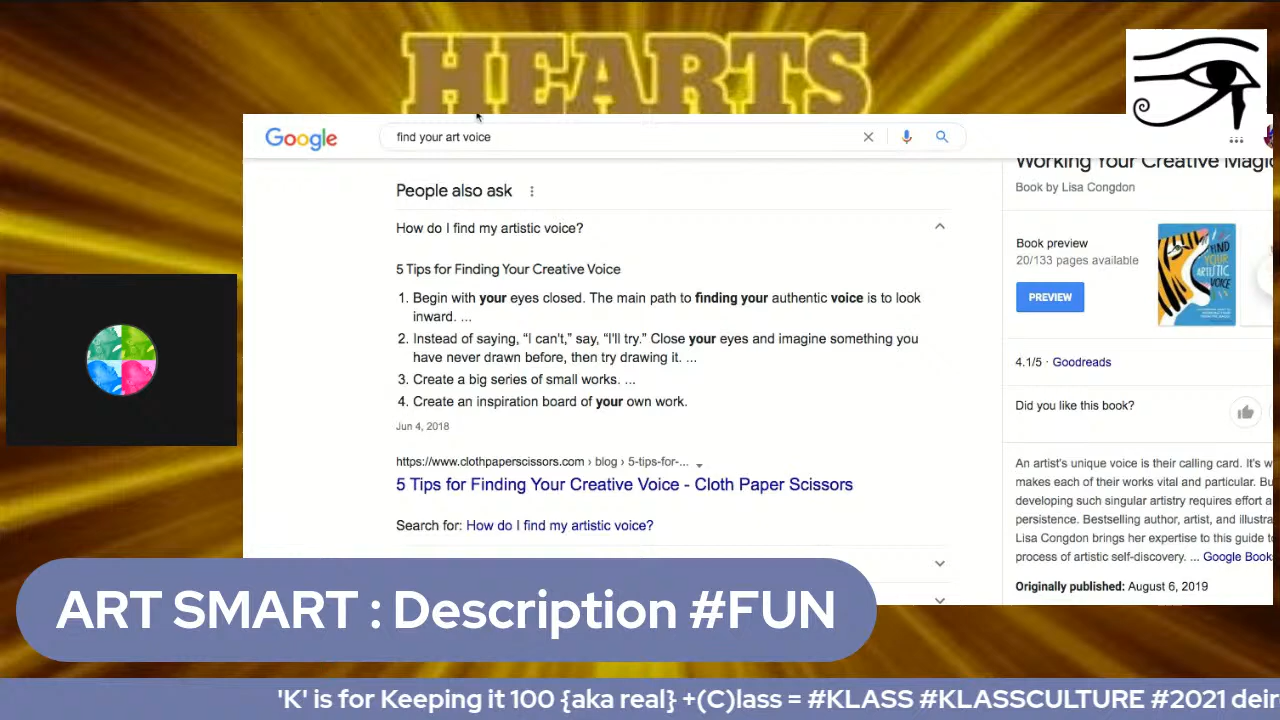 HEARTS
Google
find your art voice
People also ask
How do I find my artistic voice?
5 Tips for Finding Your Creative Voice
1. Begin with your eyes closed. The main path to finding your authentic voice is to look
inward. ...
2. Instead of saying, “I can’t,” say, “I’ll try.” Close your eyes and imagine something you
have never drawn before, then try drawing it. ...
3. Create a big series of small works. ...
4. Create an inspiration board of your own work.
Jun 4, 2018
https://www.clothpaperscissors.com › blog › 5-tips-for-...
5 Tips for Finding Your Creative Voice - Cloth Paper Scissors
Search for: How do I find my artistic voice?
Working Your Creative Magic
Book by Lisa Congdon
Book preview
20/133 pages available
PREVIEW
FIND
YOUR
ARTISTIC
VOICE
4.1/5 · Goodreads
Did you like this book?
An artist's unique voice is their calling card. It's w
makes each of their works vital and particular. Bu
developing such singular artistry requires effort a
persistence. Bestselling author, artist, and illustra
Lisa Congdon brings her expertise to this guide to
process of artistic self-discovery. ... Google Book
Originally published: August 6, 2019
ART SMART : Description #FUN
'K' is for Keeping it 100 {aka real} +(C)lass = #KLASS #KLASSCULTURE #2021 dein